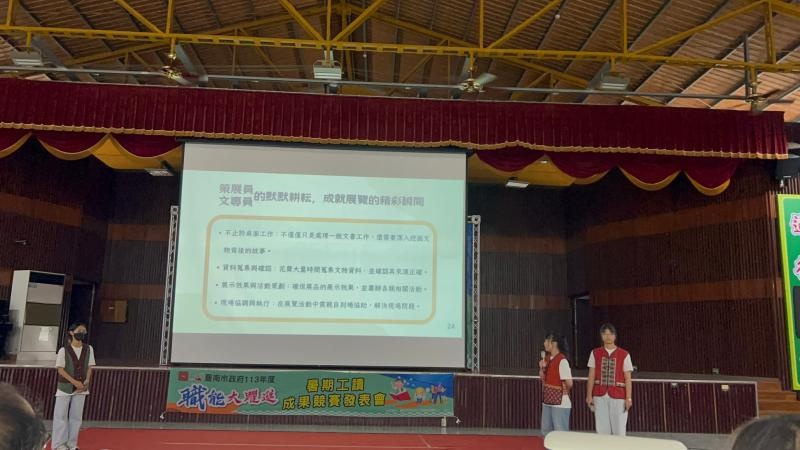 策展員
文專員的默默耕耘，成就展覽的精彩瞬間
• 不止於桌面工作：不僅僅只是處理一般文書工作，還需要深入挖掘文
物背後的故事。
• 資料蒐集與確認：花費大量時間蒐集文物資料，並確認其來源正確。
• 展示效果與活動策劃：確保展品的展示效果，並籌辦各類相關活動。
• 現場協調與執行：在展覽活動中需親自到場協助，解決現場問題。
24
臺南市政府113年度
職能大躍進
暑期工讀
成果競賽發表會